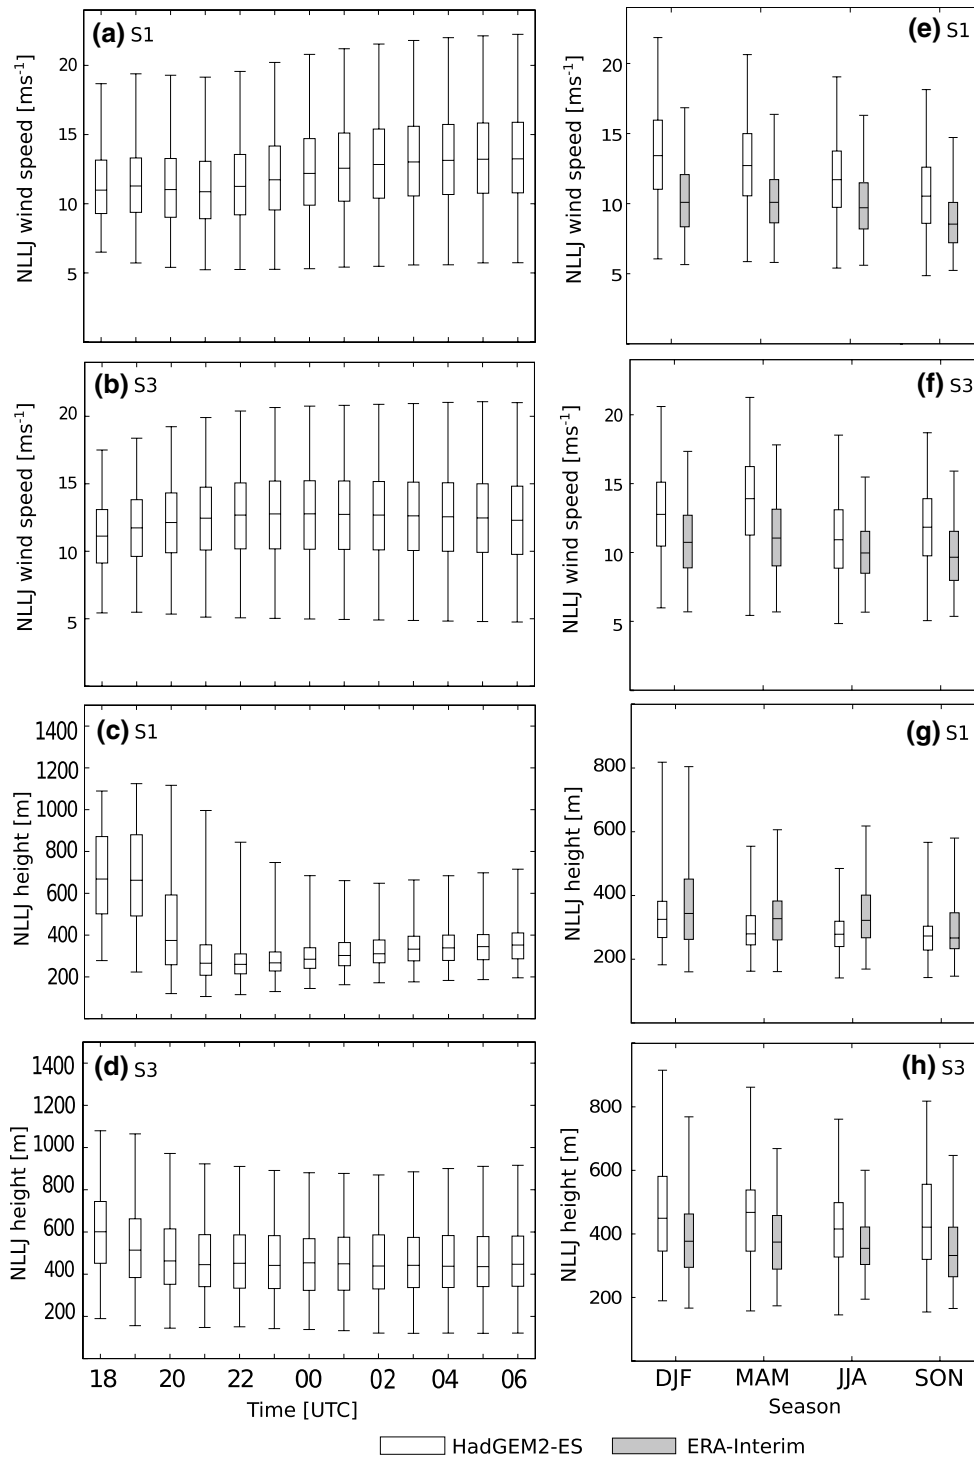 (a) S1
NLLJ wind speed [ms-1]
20
15
10
5
(e) S1
NLLJ wind speed [ms-1]
20
15
10
5
(b) S3
NLLJ wind speed [ms-1]
20
15
10
5
(f) S3
NLLJ wind speed [ms-1]
20
15
10
5
(c) S1
NLLJ height [m]
1400
1200
1000
800
600
400
200
(g) S1
NLLJ height [m]
800
600
400
200
(d) S3
NLLJ height [m]
1400
1200
1000
800
600
400
200
18 20 22 00 02 04 06
Time [UTC]
(h) S3
NLLJ height [m]
800
600
400
200
DJF MAM JJA SON
Season
HadGEM2-ES ERA-Interim